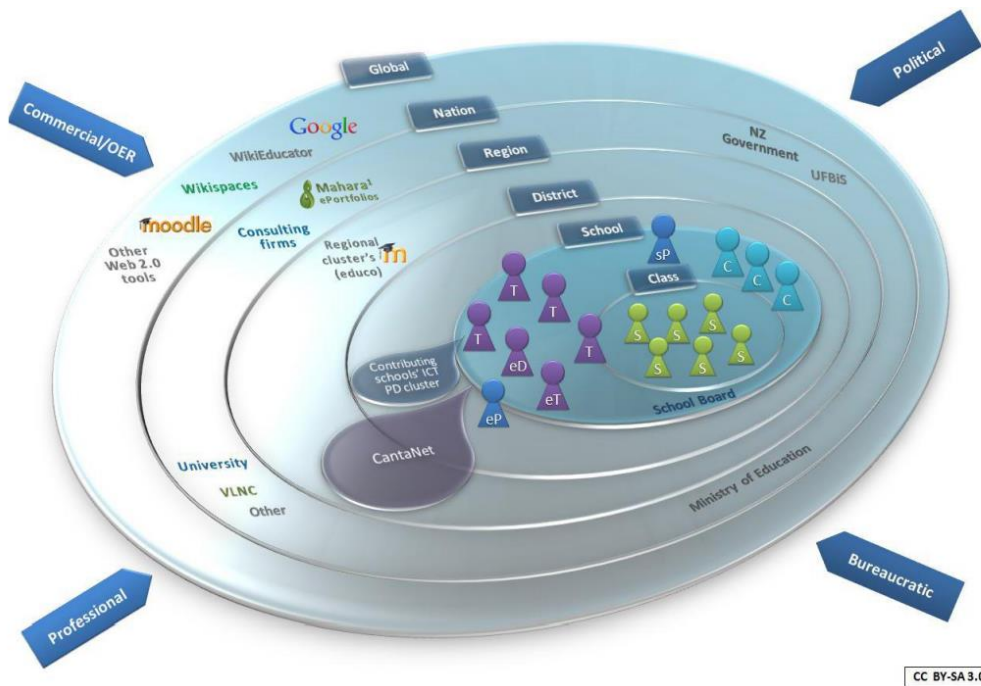 Global
Political
Commercial/OER
Nation
Google
NZ
Government
WikiEducator
Region
UFBiS
Wikispaces
Mahara¹
ePortfolios
District
moodle
Consulting
firms
School
Regional
cluster's
(educo)
m
Other
Web 2.0
tools
sP
C
C
C
Class
T
T
T
T
S
S
S
S
S
S
eD
eT
Contributing
schools' ICT
PD cluster
School Board
eP
CantaNet
University
VLNC
Other
Ministry of Education
Professional
Bureaucratic
CC BY-SA 3.0